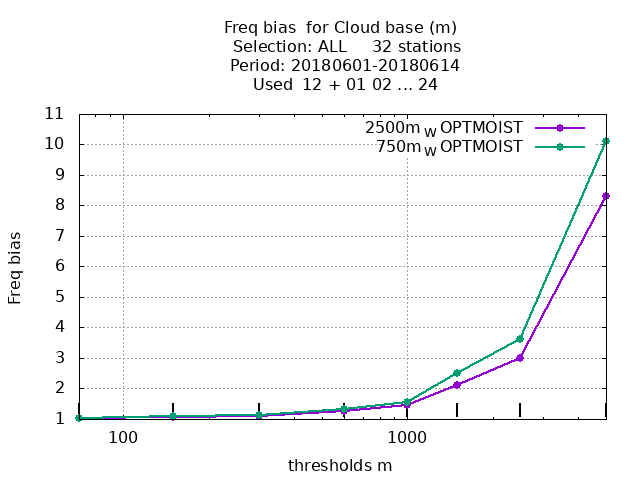 Freq bias  for Cloud base (m)
Selection: ALL     32 stations
Period: 20180601-20180614
Used  12 + 01 02 ... 24
2500m W OPTMOIST
750m W OPTMOIST
11
10
9
8
7
6
5
4
3
2
1
Freq bias
100
1000
thresholds m